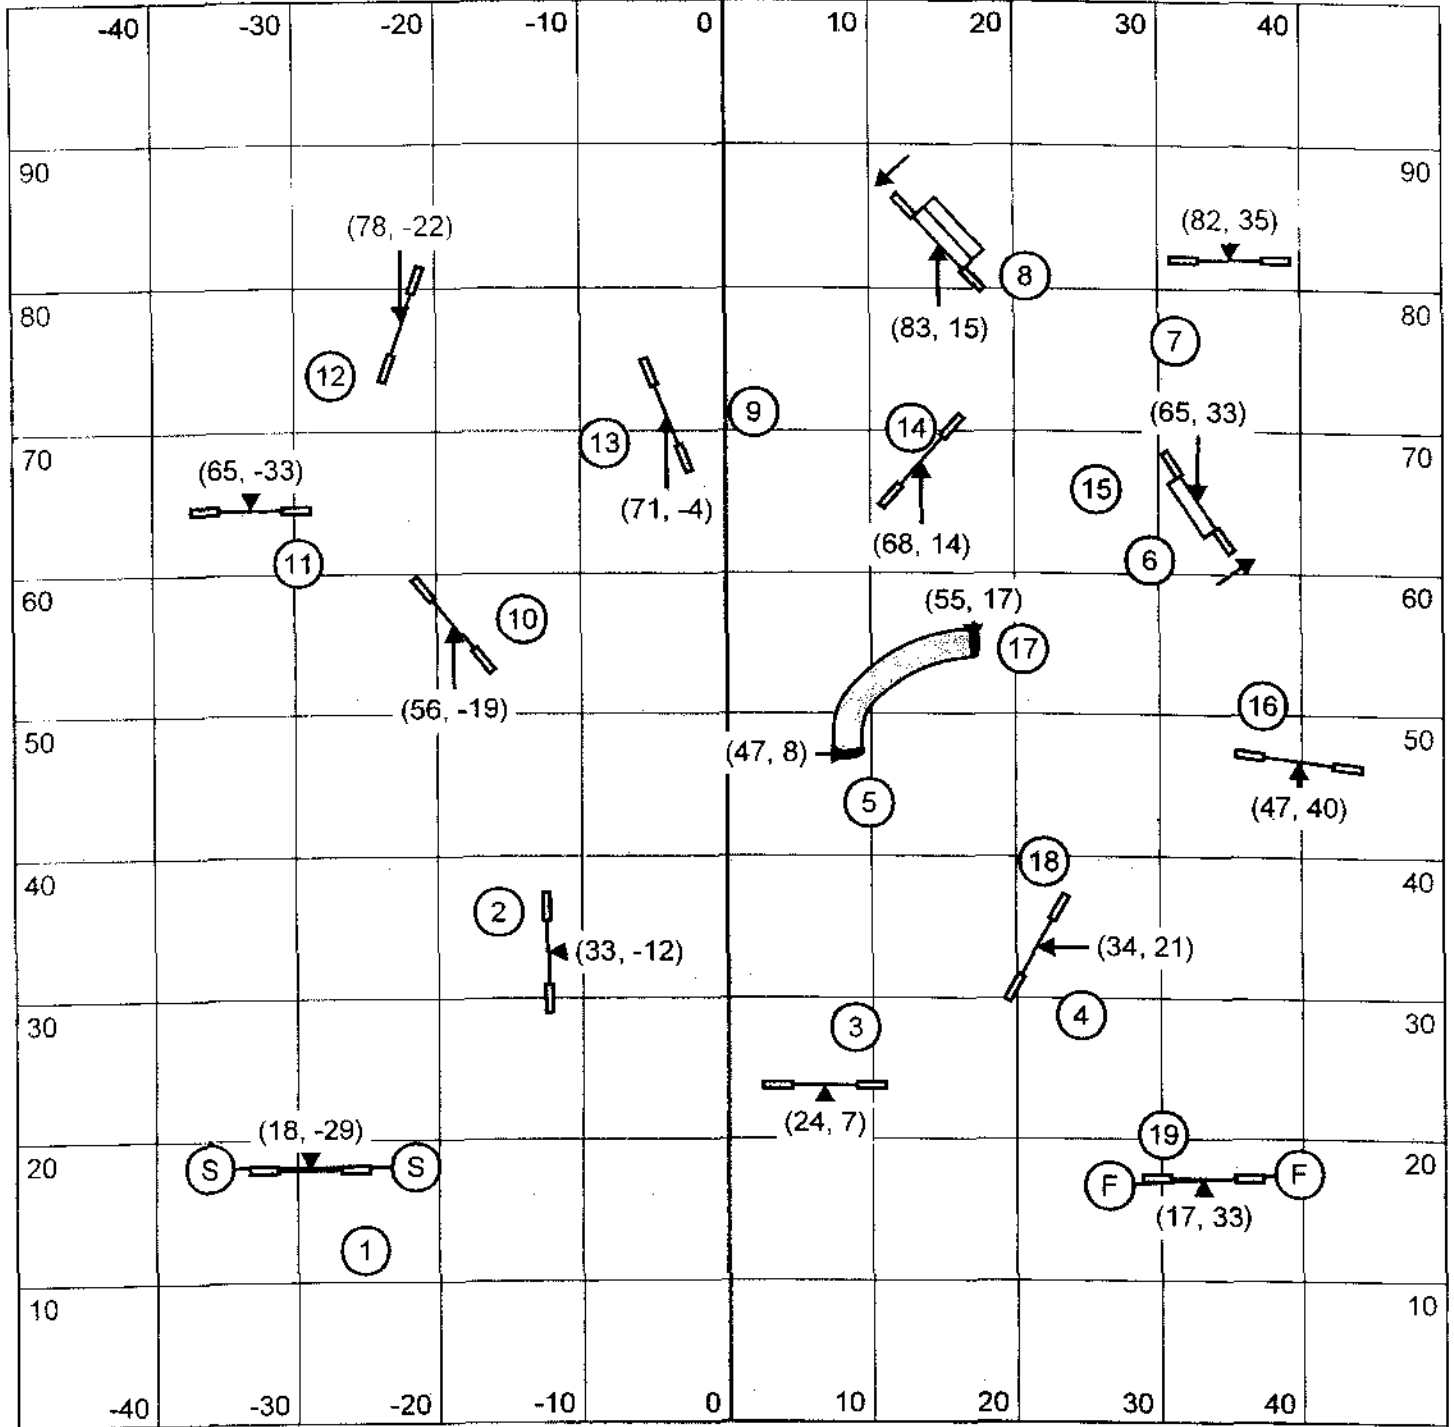 -40 -30 -20 -10 0 10 20 30 40
90 90
(78, -22) (82, 35)
8
80 (83, 15) 80
7
12
(65, 33)
9
14
13
70 (65, -33) 70
15
(71, -4)
(68, 14)
11 6
60 (55, 17) 60
10
17
(56, -19) 16
50 (47, 8) 50
5 (47, 40)
18
40 40
2
(33, -12) (34, 21)
30 3 4 30
(24, 7)
(18, -29) 19
S S 20 F F 20
(17, 33)
1
10 10
-40 -30 -20 -10 0 10 20 30 40